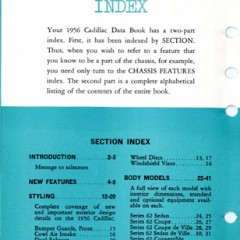 INDEX
Your 1956 Cadillac Data Book has a two-part
index. First, it has been indexed by SECTION.
Thus, when you wish to refer to a feature that
you know to be a part of the chassis, for example,
you need only turn to the CHASSIS FEATURES
index. The second part is a complete alphabetical
listing of the contents of the entire book.
SECTION INDEX
INTRODUCTION 2-3
Message to salesmen
NEW FEATURES 4-5
STYLING 12-20
Complete coverage of new
and important exterior design
details on the 1956 Cadillac.
Bumper Guards, Front 15
Cowl Air Intake 16
Dual Exhausts
Wheel Discs 15, 17
Windshield Visor 16
BODY MODELS 22-41
A full view of each model with
interior dimensions, standard
and optional equipment avail-
able on each.
Series 62 Sedan 24, 25
Series 62 Coupe 26, 27
Series 62 Coupe de Ville 28, 29
Series 62 Sedan de Ville 30, 31